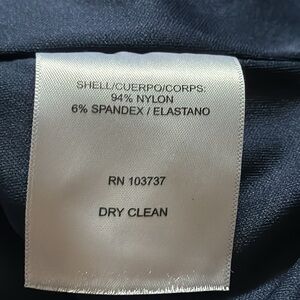 SHELL/CUERPO/CORPS:
94% NYLON
6% SPANDEX / ELASTANO
RN 103737
DRY CLEAN